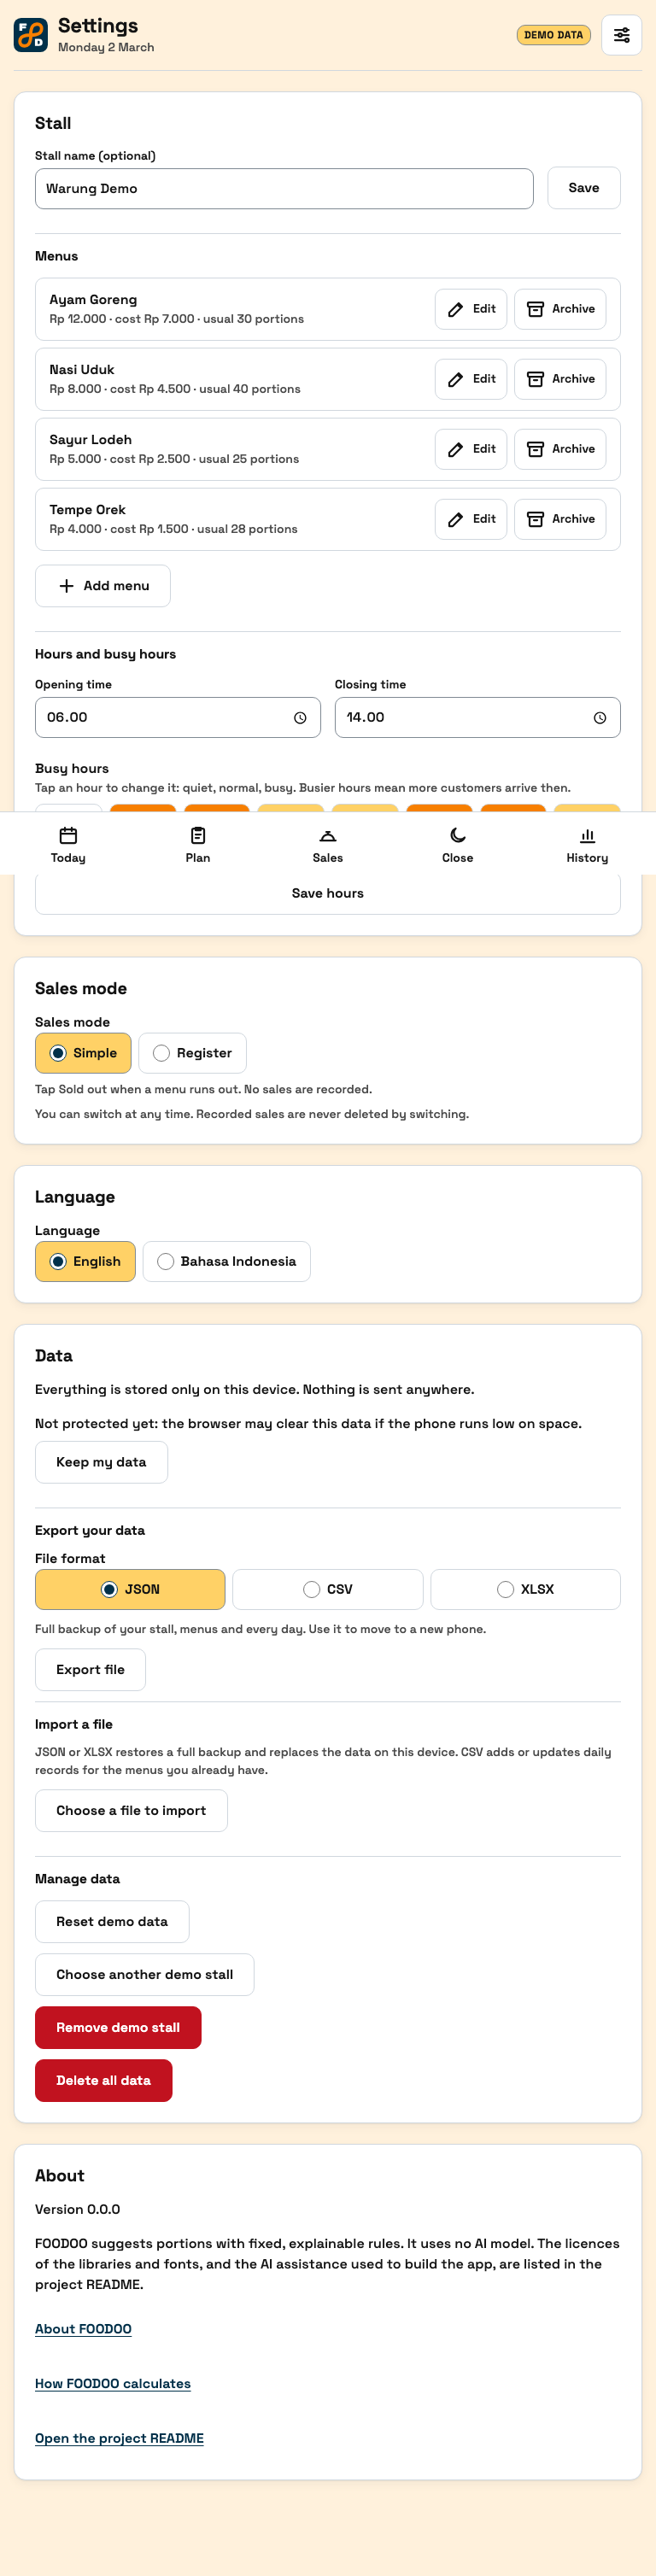 F
D
Settings
Monday 2 March
DEMO DATA
Stall
Stall name (optional)
Warung Demo
Save
Menus
Ayam Goreng
Rp 12.000 · cost Rp 7.000 · usual 30 portions
Edit
Archive
Nasi Uduk
Rp 8.000 · cost Rp 4.500 · usual 40 portions
Edit
Archive
Sayur Lodeh
Rp 5.000 · cost Rp 2.500 · usual 25 portions
Edit
Archive
Tempe Orek
Rp 4.000 · cost Rp 1.500 · usual 28 portions
Edit
Archive
Add menu
Hours and busy hours
Opening time
Closing time
06.00
14.00
Busy hours
Tap an hour to change it: quiet, normal, busy. Busier hours mean more customers arrive then.
Today
Plan
Sales
Close
History
Save hours
Sales mode
Sales mode
Simple
Register
Tap Sold out when a menu runs out. No sales are recorded.
You can switch at any time. Recorded sales are never deleted by switching.
Language
Language
English
Bahasa Indonesia
Data
Everything is stored only on this device. Nothing is sent anywhere.
Not protected yet: the browser may clear this data if the phone runs low on space.
Keep my data
Export your data
File format
JSON
CSV
XLSX
Full backup of your stall, menus and every day. Use it to move to a new phone.
Export file
Import a file
JSON or XLSX restores a full backup and replaces the data on this device. CSV adds or updates daily
records for the menus you already have.
Choose a file to import
Manage data
Reset demo data
Choose another demo stall
Remove demo stall
Delete all data
About
Version 0.0.0
FOODOO suggests portions with fixed, explainable rules. It uses no AI model. The licences
of the libraries and fonts, and the AI assistance used to build the app, are listed in the
project README.
About FOODOO
How FOODOO calculates
Open the project README